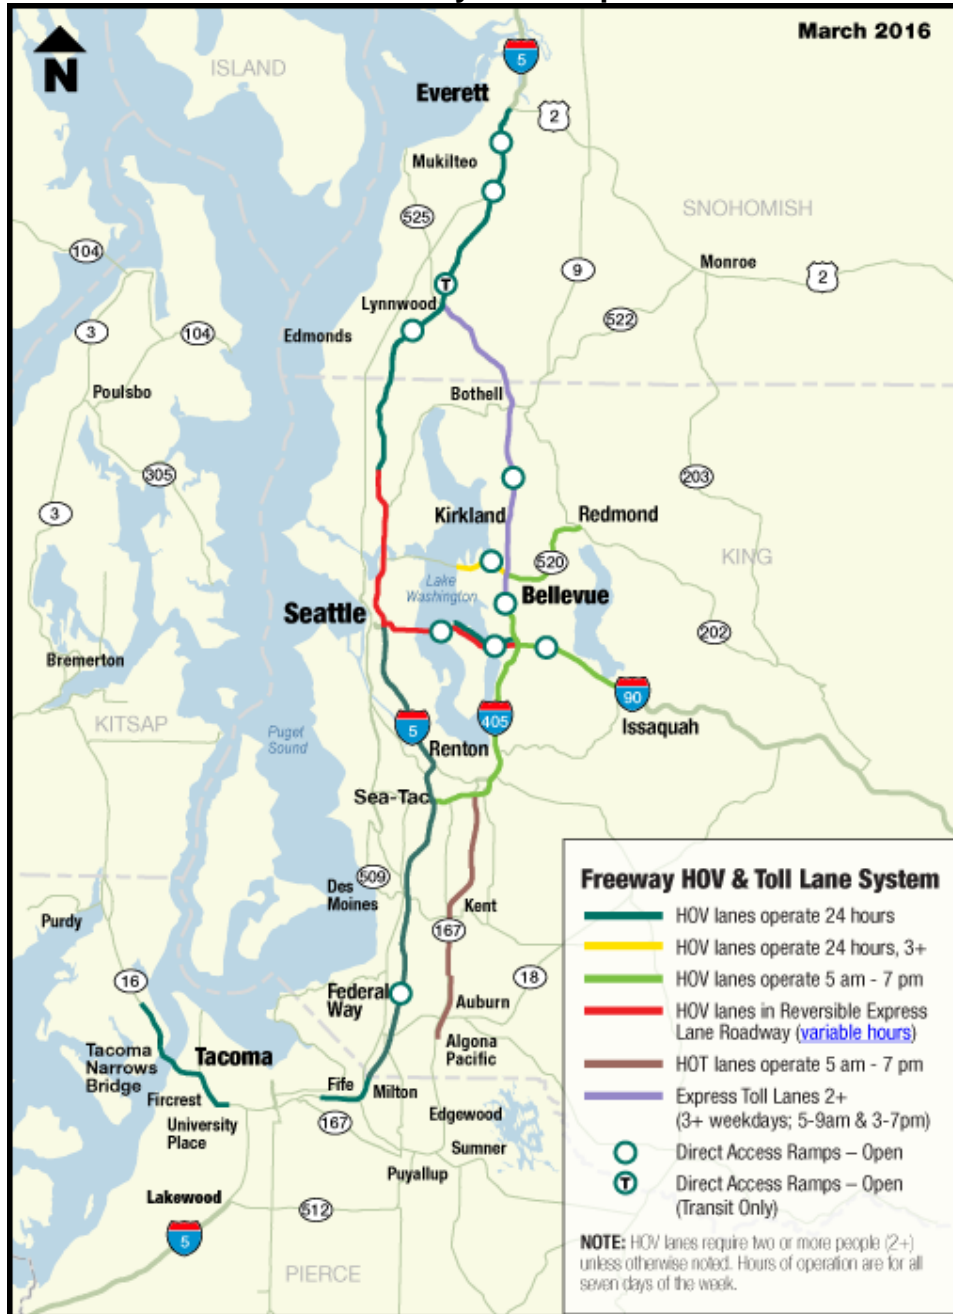 March 2016
N
ISLAND
5
Everett
2
Mukilteo
SNOHOMISH
525
104
9
Monroe
2
T
Lynnwood
3
104
522
Edmonds
Poulsbo
Bothell
305
203
3
Kirkland
Redmond
KING
520
Lake
Washington
Bellevue
Seattle
202
Bremerton
90
KITSAP
405
5
Issaquah
Puget
Sound
Renton
Sea-Tac
509
Des
Moines
Kent
Purdy
167
16
18
Federal
Way
Auburn
Tacoma
Narrows
Bridge
Tacoma
Algona
Pacific
Fife
Milton
Fircrest
Edgewood
University
Place
167
Sumner
Puyallup
Lakewood
512
5
PIERCE
Freeway HOV & Toll Lane System
HOV lanes operate 24 hours
HOV lanes operate 24 hours, 3+
HOV lanes operate 5 am - 7 pm
HOV lanes in Reversible Express
Lane Roadway (variable hours)
HOT lanes operate 5 am - 7 pm
Express Toll Lanes 2+
(3+ weekdays; 5-9am & 3-7pm)
Direct Access Ramps – Open
T
Direct Access Ramps – Open
(Transit Only)
NOTE: HOV lanes require two or more people (2+)
unless otherwise noted. Hours of operation are for all
seven days of the week.